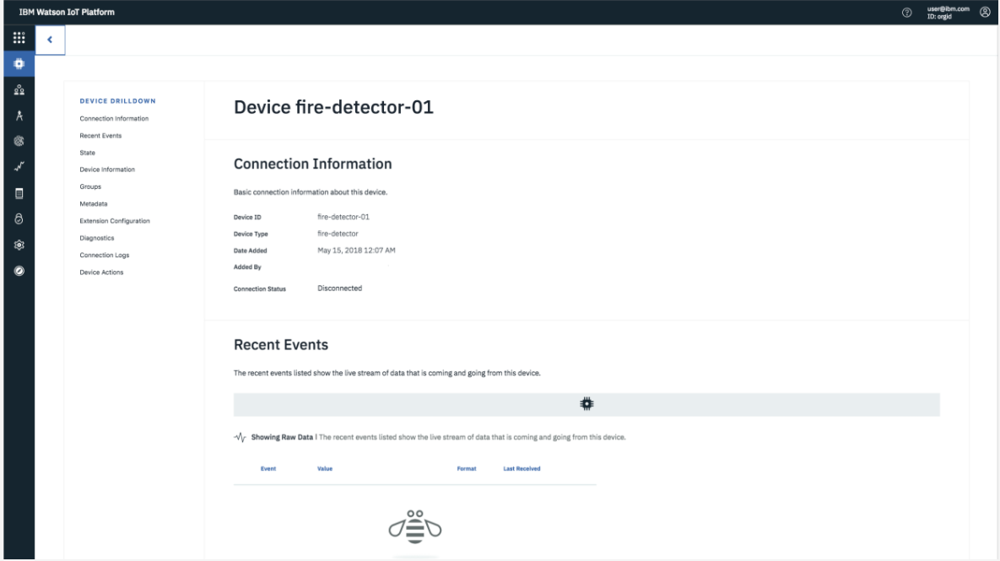 IBM Watson IoT Platform
user@ibm.com
ID: orgid
DEVICE DRILLDOWN
Connection Information
Recent Events
State
Device Information
Groups
Metadata
Extension Configuration
Diagnostics
Connection Logs
Device Actions
Device fire-detector-01
Connection Information
Basic connection information about this device.
Device ID fire-detector-01
Device Type fire-detector
Date Added May 15, 2018 12:07 AM
Added By
Connection Status Disconnected
Recent Events
The recent events listed show the live stream of data that is coming and going from this device.
Showing Raw Data | The recent events listed show the live stream of data that is coming and going from this device.
Event Value Format Last Received